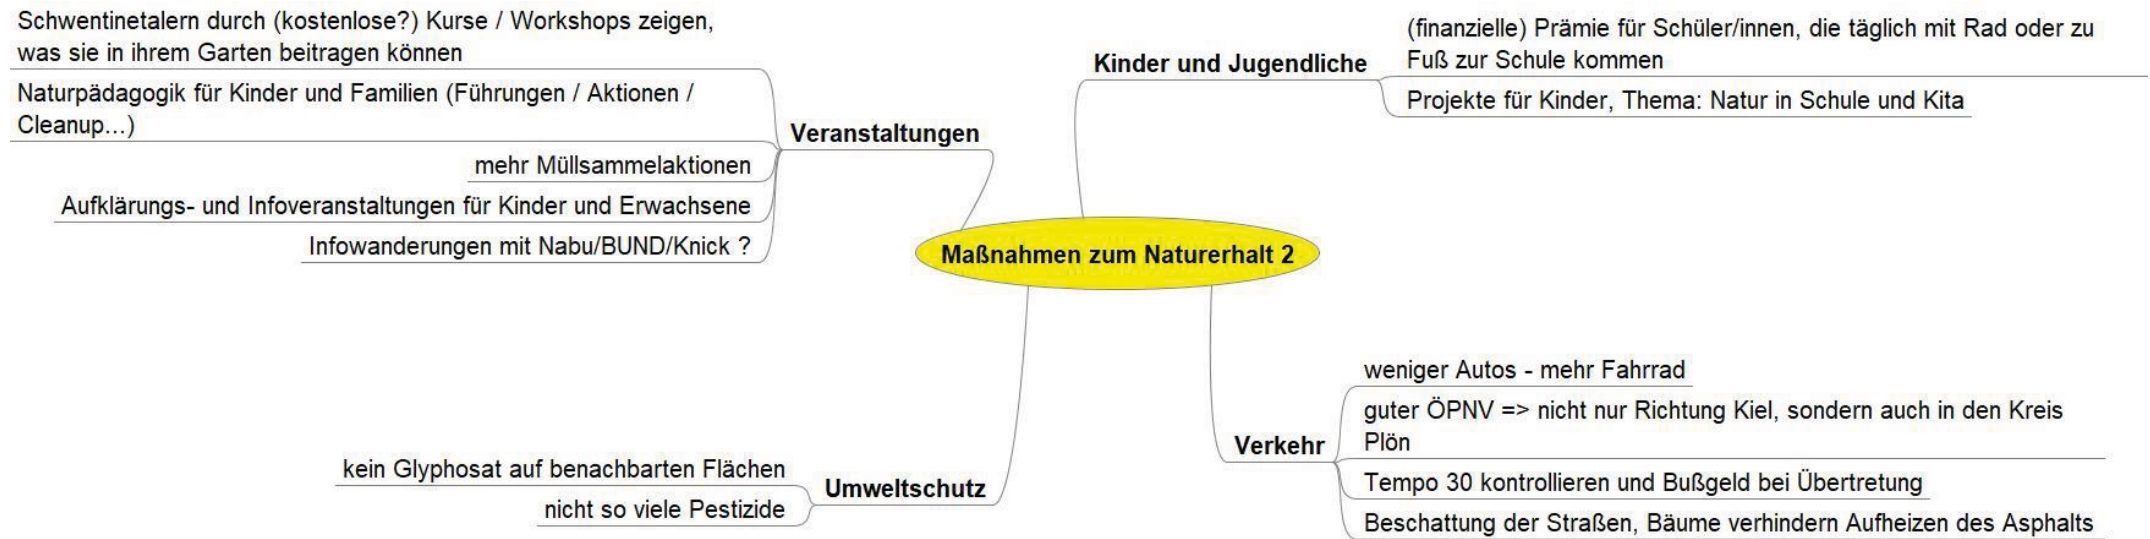 Maßnahmen zum Naturerhalt 2
Veranstaltungen
Schwentinetalern durch (kostenlose?) Kurse / Workshops zeigen,
was sie in ihrem Garten beitragen können
Naturpädagogik für Kinder und Familien (Führungen / Aktionen /
Cleanup...)
mehr Müllsammelaktionen
Aufklärungs- und Infoveranstaltungen für Kinder und Erwachsene
Infowanderungen mit Nabu/BUND/Knick ?
Umweltschutz
kein Glyphosat auf benachbarten Flächen
nicht so viele Pestizide
Kinder und Jugendliche
(finanzielle) Prämie für Schüler/innen, die täglich mit Rad oder zu
Fuß zur Schule kommen
Projekte für Kinder, Thema: Natur in Schule und Kita
Verkehr
weniger Autos - mehr Fahrrad
guter ÖPNV => nicht nur Richtung Kiel, sondern auch in den Kreis
Plön
Tempo 30 kontrollieren und Bußgeld bei Übertretung
Beschattung der Straßen, Bäume verhindern Aufheizen des Asphalts